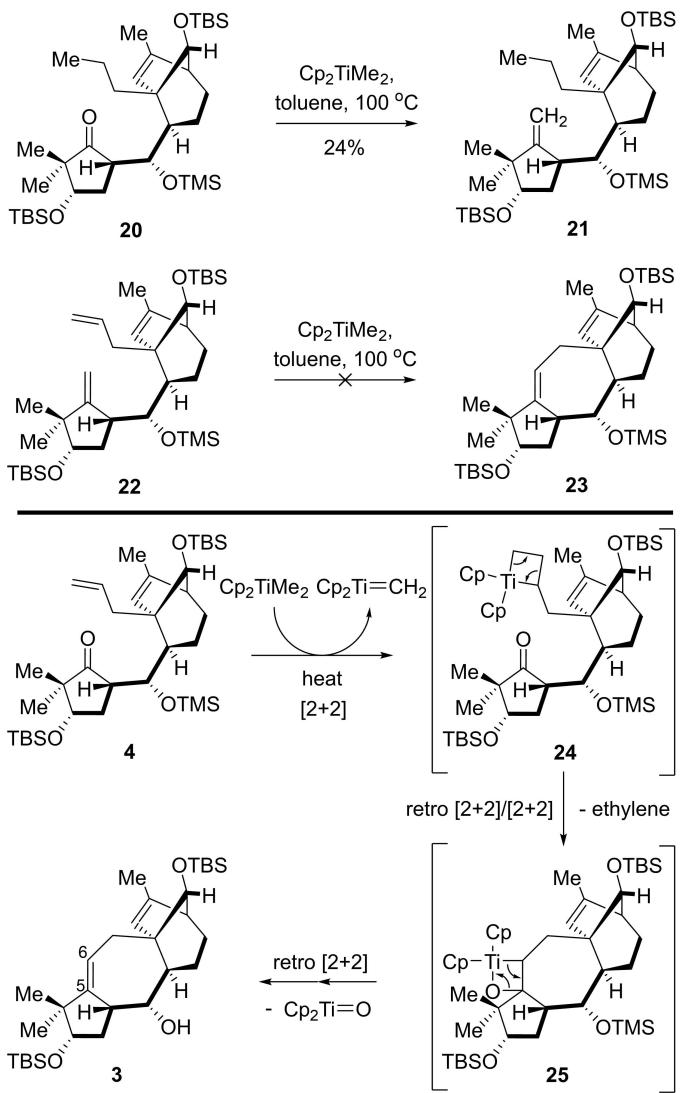 OTBS
Me
H
Me
O
Me
H
H
Me
OTMS
TBSO
20
Cp2TiMe2,
toluene, 100 °C
24%
OTBS
Me
H
Me
CH2
Me
H
H
Me
OTMS
TBSO
21
OTBS
Me
H
Me
H
H
Me
OTMS
TBSO
22
Cp2TiMe2,
toluene, 100 °C
OTBS
Me
H
Me
H
H
Me
OTMS
TBSO
23
OTBS
Me
H
O
Me
H
H
Me
OTMS
TBSO
4
Cp2TiMe2 Cp2Ti=CH2
heat
[2+2]
OTBS
Me
H
Cp
Ti
Cp
O
Me
H
H
Me
OTMS
TBSO
24
retro [2+2]/[2+2] - ethylene
OTBS
Me
H
Cp
Cp Ti
O
Me
H
H
Me
OTMS
TBSO
25
retro [2+2]
- Cp2Ti=O
OTBS
Me
H
6
5
Me
H
H
Me
OH
TBSO
3